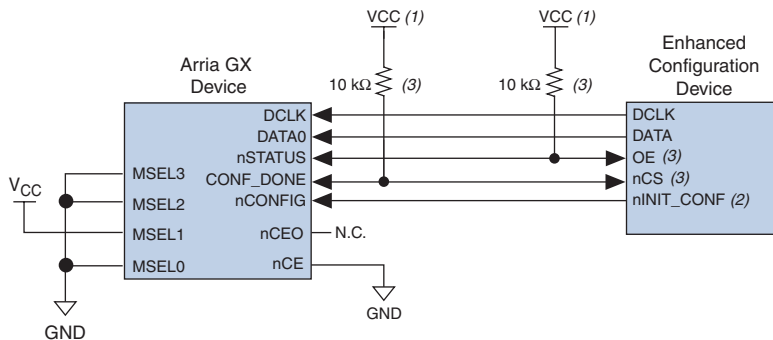 VCC (1)
VCC (1)
Arria GX
Device
Enhanced
Configuration
Device
10 kΩ
(3)
10 kΩ
(3)
DCLK
DATA0
nSTATUS
CONF_DONE
nCONFIG
nCEO
nCE
MSEL3
MSEL2
MSEL1
MSEL0
VCC
GND
N.C.
GND
DCLK
DATA
OE (3)
nCS (3)
nINIT_CONF (2)